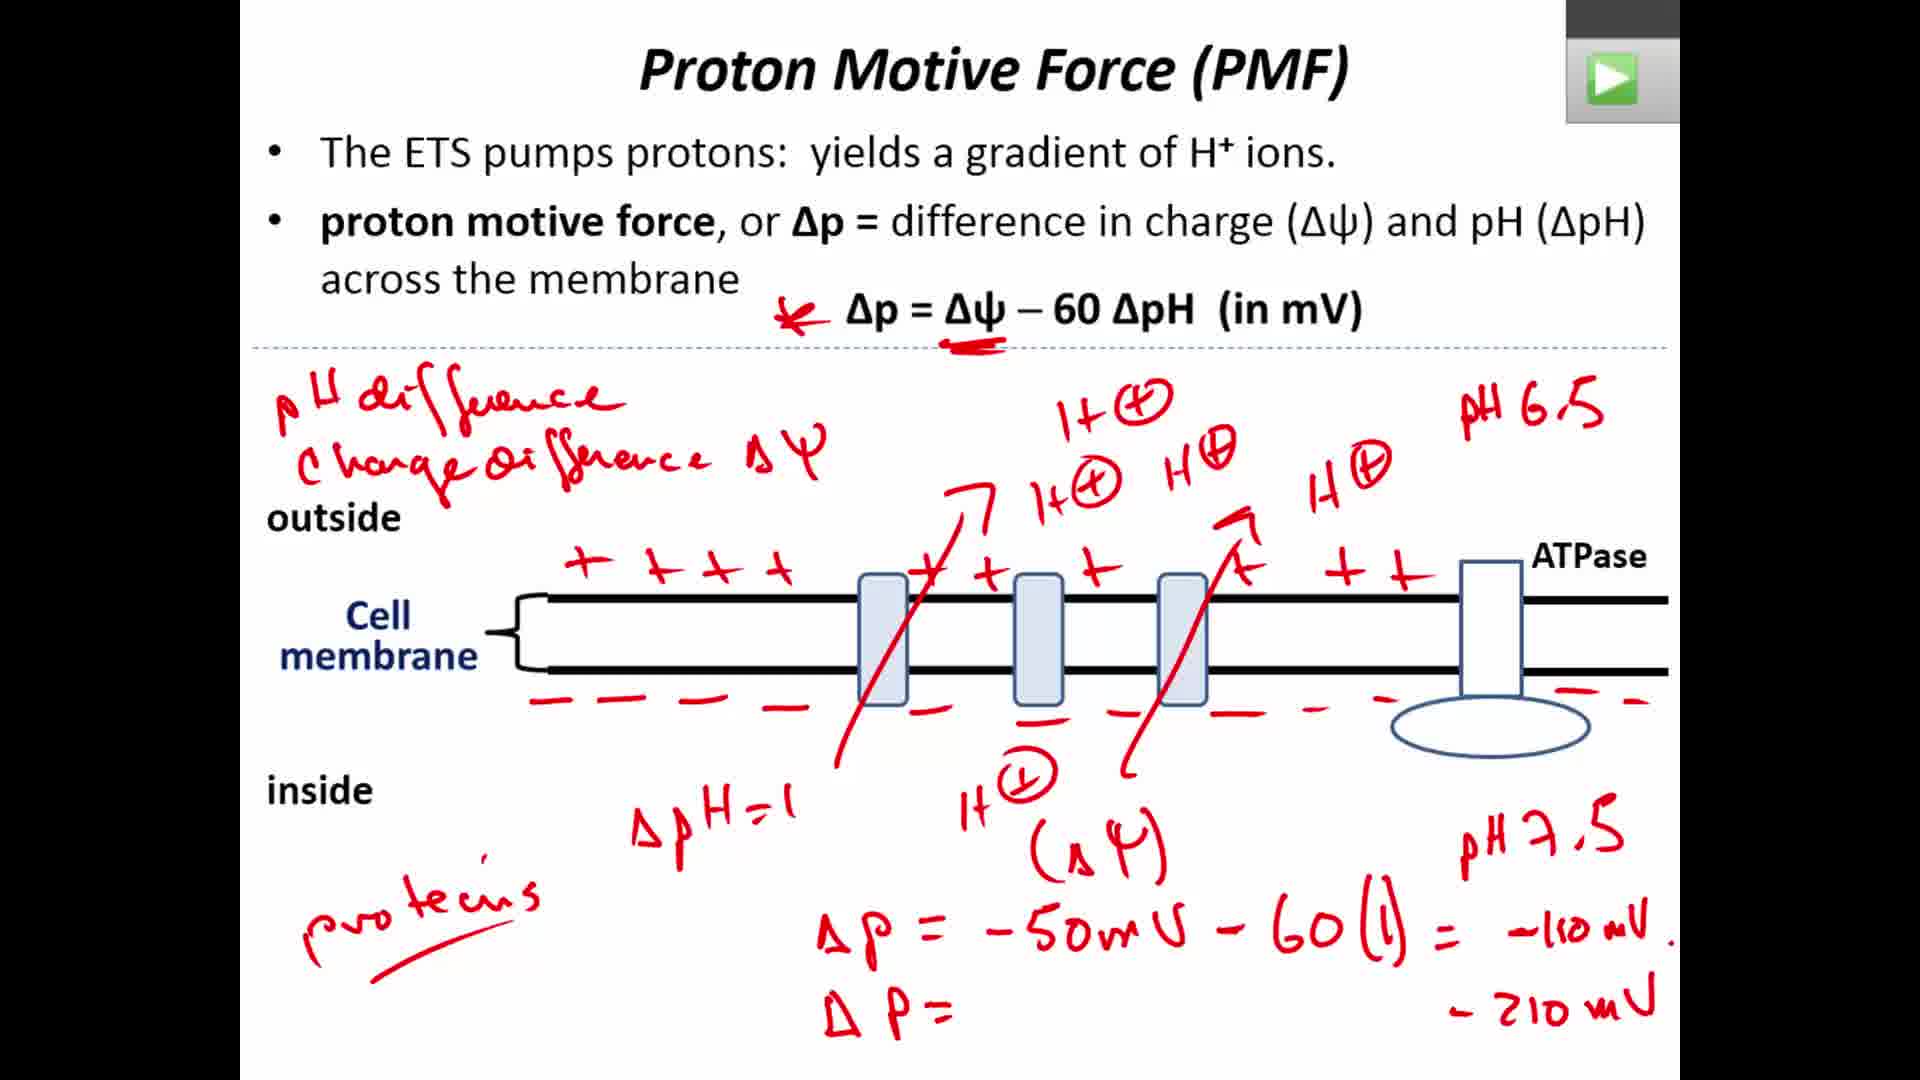 Proton Motive Force (PMF)
• The ETS pumps protons: yields a gradient of H⁺ ions.
• proton motive force, or Δp = difference in charge (Δψ) and pH (ΔpH)
across the membrane
Δp = Δψ – 60 ΔpH (in mV)
pH difference
Charge difference Δψ
H+
pH 6.5
H+ H+ H+
outside
+ + + + + + + + + +
ATPase
Cell
membrane
– – – – – – – – – – – –
inside
ΔpH = 1
H+
(Δψ)
pH 7.5
proteins
Δp = -50mV - 60(1) = -110 mV.
Δp = - 210 mV